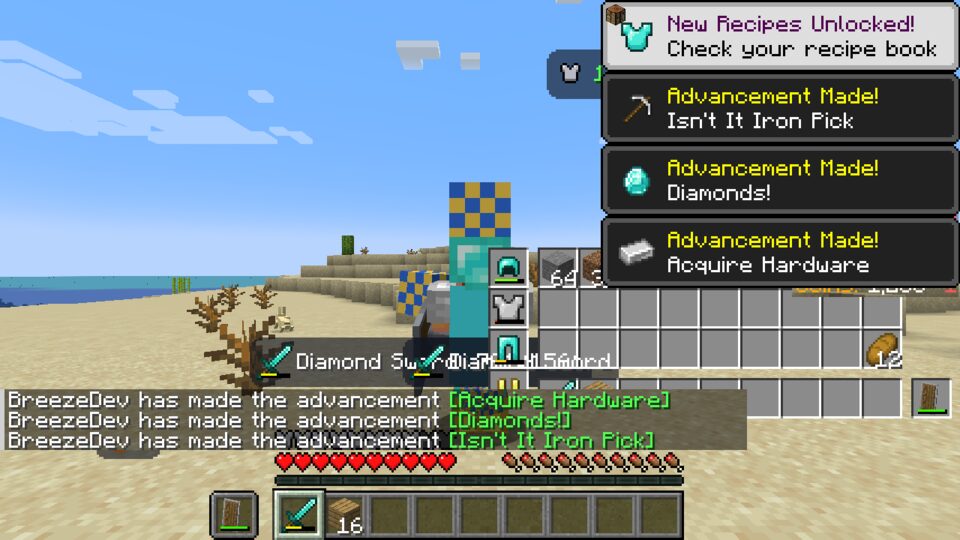 New Recipes Unlocked!
Check your recipe book
Advancement Made!
Isn't It Iron Pick
Advancement Made!
Diamonds!
Advancement Made!
Acquire Hardware
64
12
Diamond Sword
BreezeDev has made the advancement [Acquire Hardware]
BreezeDev has made the advancement [Diamonds!]
BreezeDev has made the advancement [Isn't It Iron Pick]
16